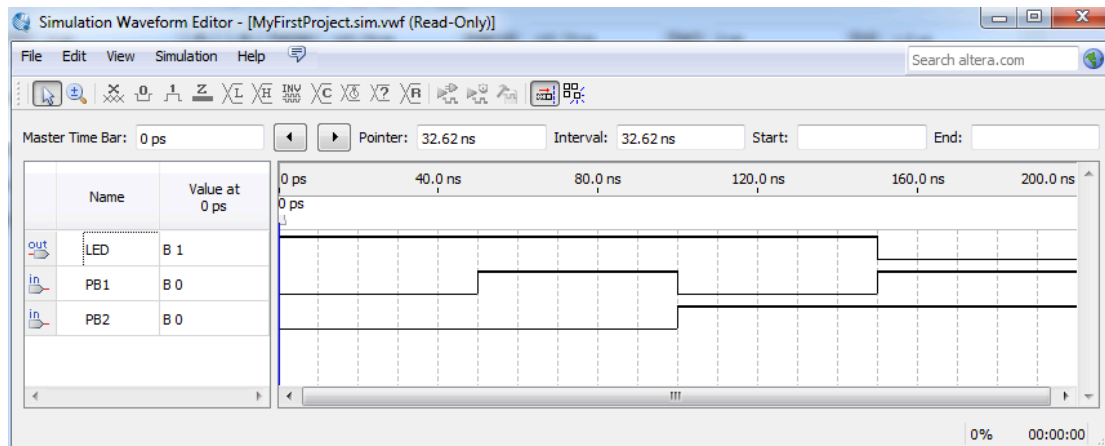 Simulation Waveform Editor - [MyFirstProject.sim.vwf (Read-Only)]
File Edit View Simulation Help
Search altera.com
Master Time Bar: 0 ps Pointer: 32.62 ns Interval: 32.62 ns Start: End:
Name Value at 0 ps
0 ps 40.0 ns 80.0 ns 120.0 ns 160.0 ns 200.0 ns
0 ps
out LED B 1
in PB1 B 0
in PB2 B 0
0% 00:00:00